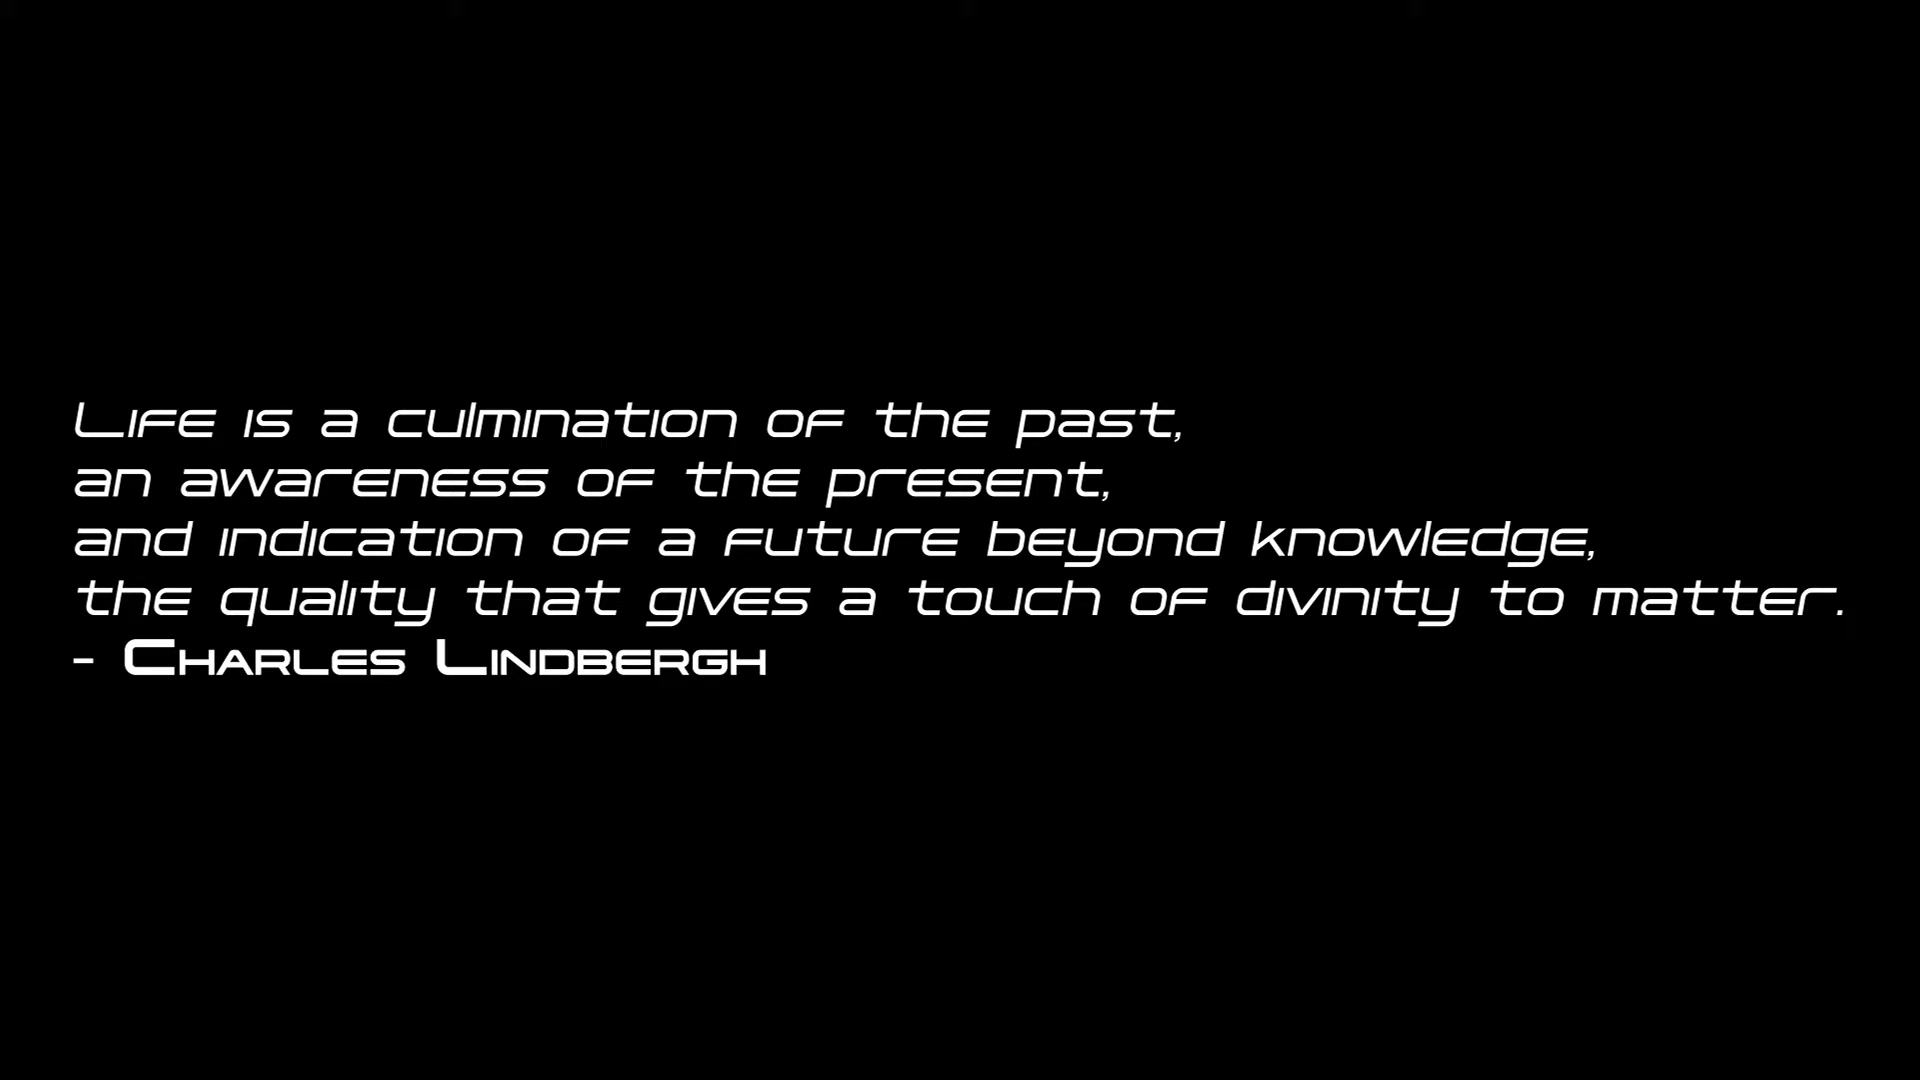 Life is a culmination of the past,
an awareness of the present,
and indication of a future beyond knowledge,
the quality that gives a touch of divinity to matter.
- Charles Lindbergh